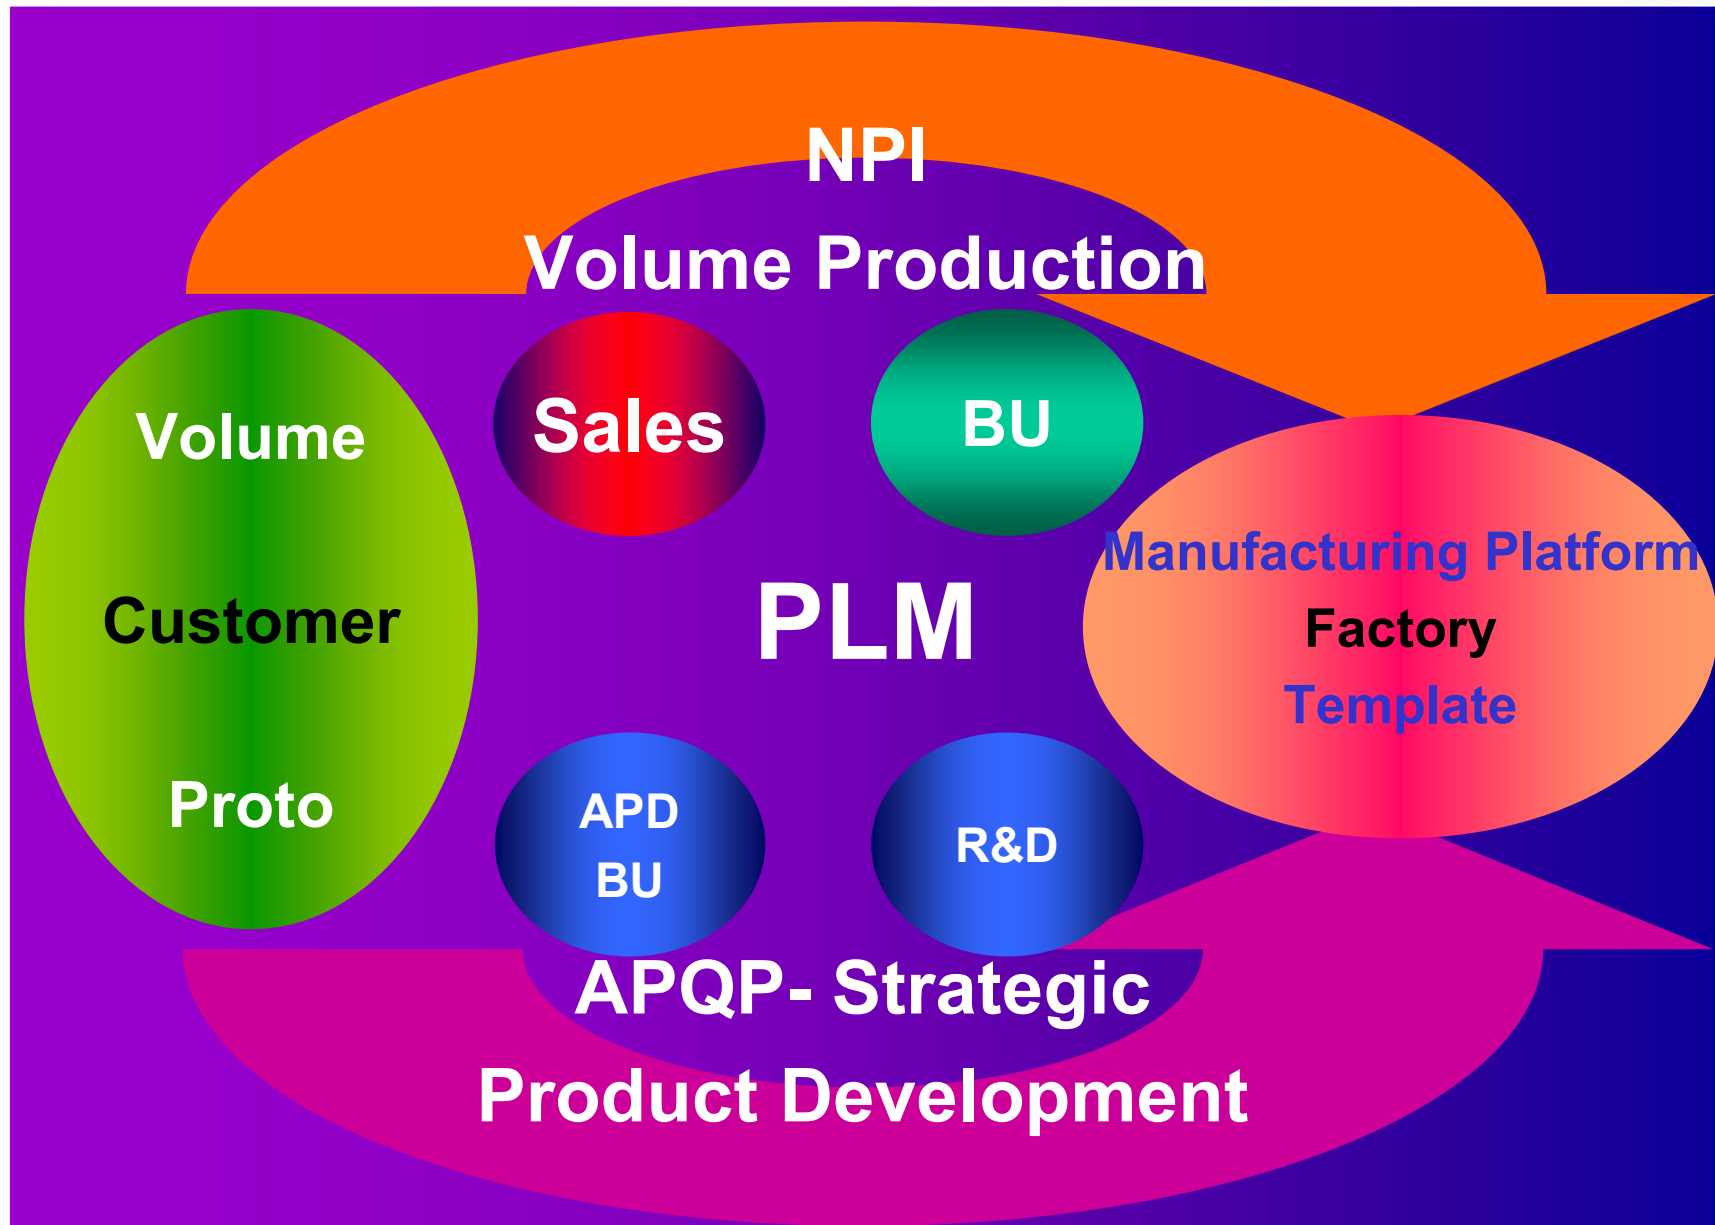 NPI
Volume Production
Volume
Customer
Proto
Sales
BU
PLM
APD
BU
R&D
Manufacturing Platform
Factory
Template
APQP- Strategic
Product Development